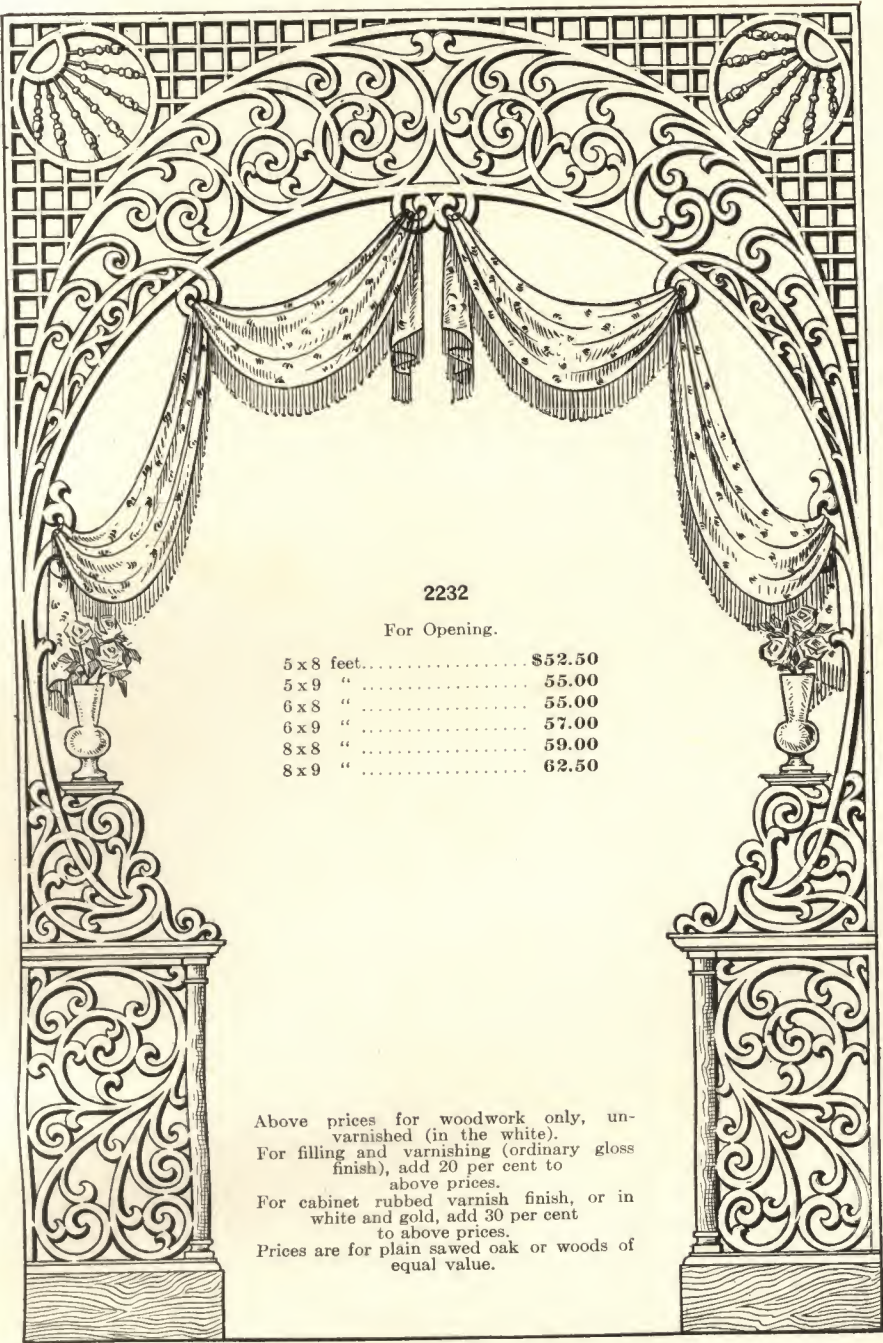 2232
For Opening.
5 x 8 feet.................. $52.50
5 x 9 “ .................. 55.00
6 x 8 “ .................. 55.00
6 x 9 “ .................. 57.00
8 x 8 “ .................. 59.00
8 x 9 “ .................. 62.50
Above prices for woodwork only, un-
varnished (in the white).
For filling and varnishing (ordinary gloss
finish), add 20 per cent to
above prices.
For cabinet rubbed varnish finish, or in
white and gold, add 30 per cent
to above prices.
Prices are for plain sawed oak or woods of
equal value.